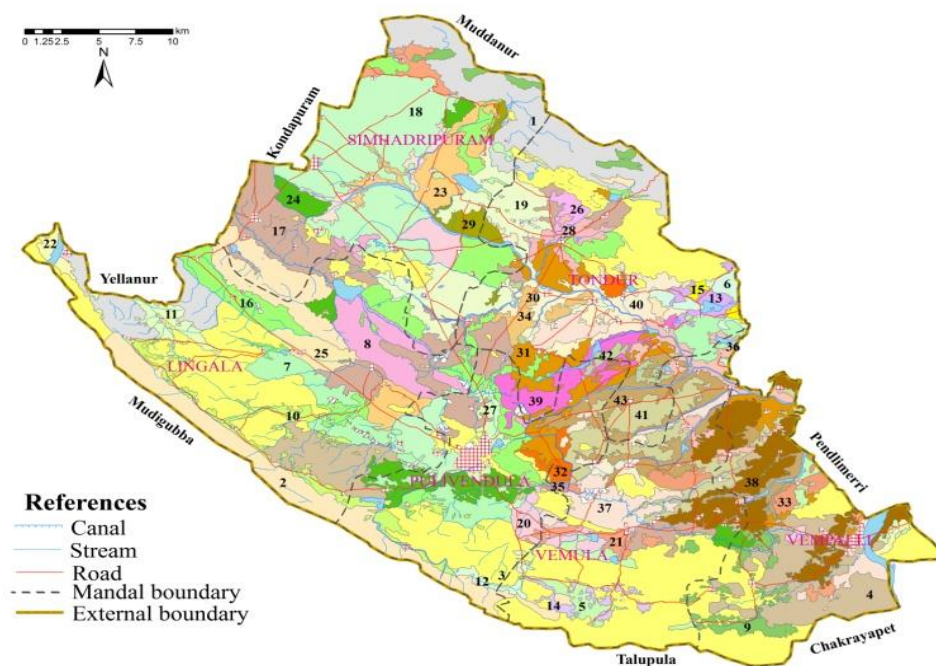 0 1.25 2.5 5 7.5 10
km
N
Muddanur
18
1
SIMHADRIPURAM
Kondapuram
23
19
26
24
29
28
17
22
TONDUR
Yellanur
15
6
13
30
40
16
34
11
36
25
8
31
42
LINGALA
7
39
43
27
41
10
Mudigubba
Pendlimerri
32
PULIVENDULA
35
38
2
33
References
37
Canal
20
VEMPALLI
Stream
21
VEMULA
Road
12
3
4
Mandal boundary
14
5
External boundary
9
Chakrayapet
Talupula